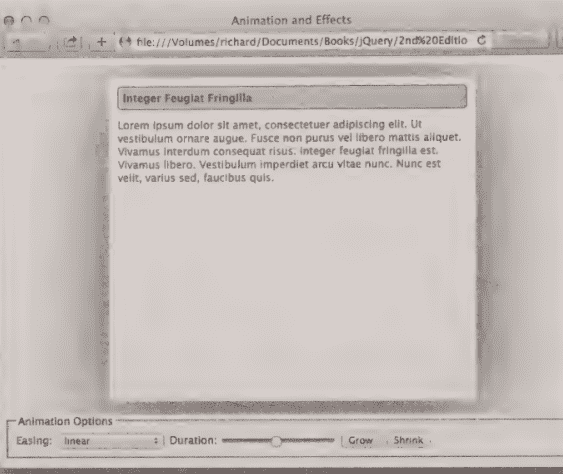 Animation and Effects
file:///Volumes/richard/Documents/Books/jQuery/2nd%20Editio
Integer Feugiat Fringilla
Lorem ipsum dolor sit amet, consectetuer adipiscing elit. Ut
vestibulum ornare augue. Fusce non purus vel libero mattis aliquet.
Vivamus interdum consequat risus. Integer feugiat fringilla est.
Vivamus libero. Vestibulum imperdiet arcu vitae nunc. Nunc est
velit, varius sed, faucibus quis.
Animation Options
Easing: linear | Duration: | Grow Shrink